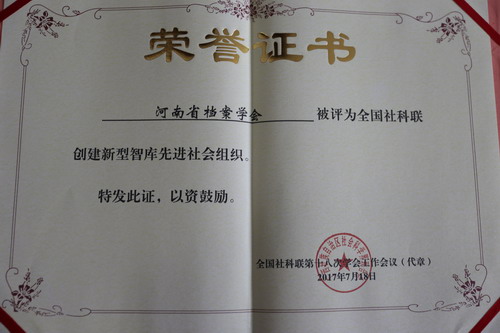 荣誉证书
河南省档案学会 被评为全国社科联
创建新型智库先进社会组织。
特发此证，以资鼓励。
全国社科联第十八次学会工作会议（代章）
2017年7月18日